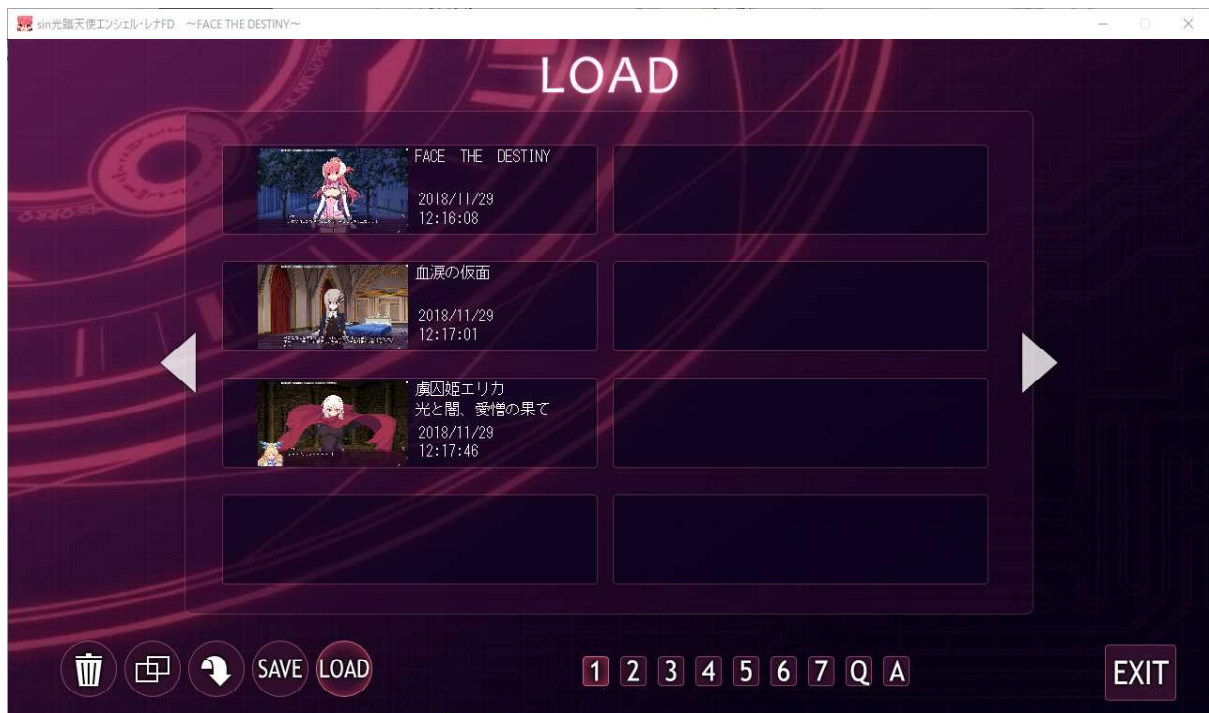 sin光臨天使エンシェル・レナFD ～FACE THE DESTINY～
LOAD
FACE THE DESTINY
2018/11/29
12:16:08
血涙の仮面
2018/11/29
12:17:01
虜囚姫エリカ
光と闇、愛憎の果て
2018/11/29
12:17:46
SAVE
LOAD
1 2 3 4 5 6 7 Q A
EXIT